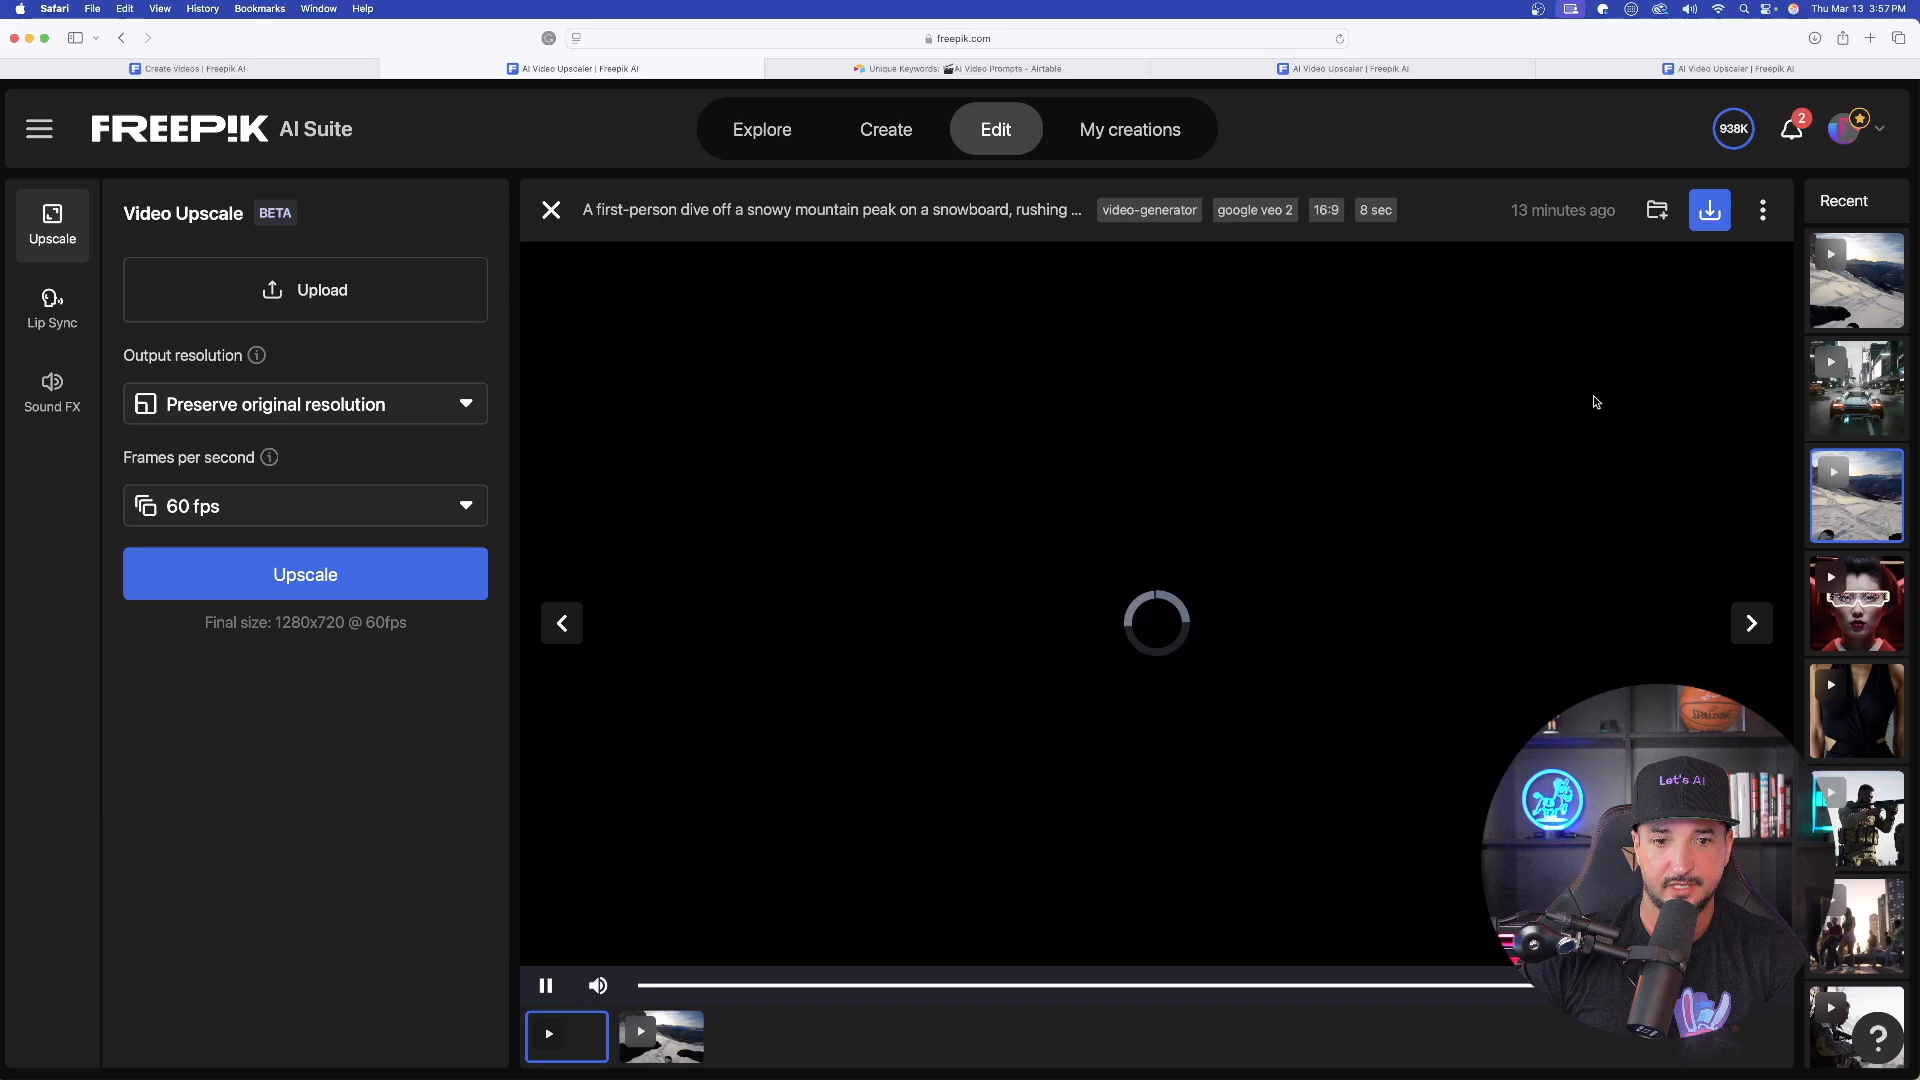 Safari File Edit View History Bookmarks Window Help
Thu Mar 13 3:57 PM
freepik.com
Create videos | Freepik AI
AI Video Upscaler | Freepik AI
Unique Keywords: 🎬AI Video Prompts - Airtable
AI Video Upscaler | Freepik AI
AI Video Upscaler | Freepik AI
FREEP!K AI Suite
Explore
Create
Edit
My creations
938K
2
Upscale
Lip Sync
Sound FX
Video Upscale BETA
Upload
Output resolution
Preserve original resolution
Frames per second
60 fps
Upscale
Final size: 1280x720 @ 60fps
A first-person dive off a snowy mountain peak on a snowboard, rushing ...
video-generator
google veo 2
16:9
8 sec
13 minutes ago
Recent
SPALDING
Let's AI
?